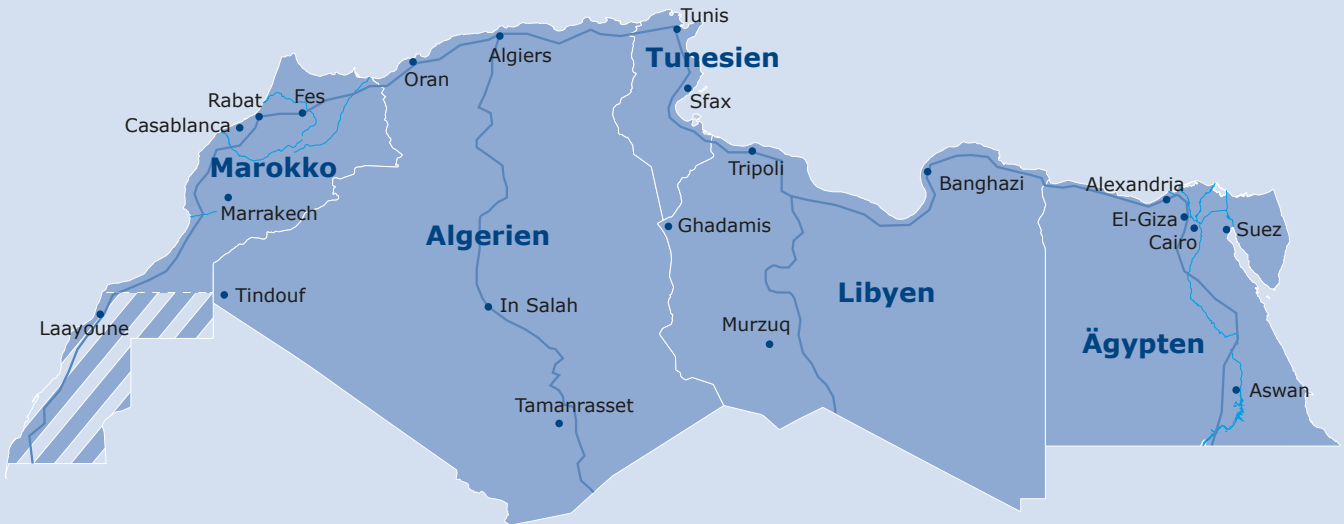 Tunis
Algiers
Tunesien
Oran
Sfax
Rabat
Fes
Casablanca
Marokko
Tripoli
Banghazi
Alexandria
Marrakech
El-Giza
Algerien
Ghadamis
Cairo
Suez
Tindouf
In Salah
Libyen
Laayoune
Murzuq
Ägypten
Aswan
Tamanrasset